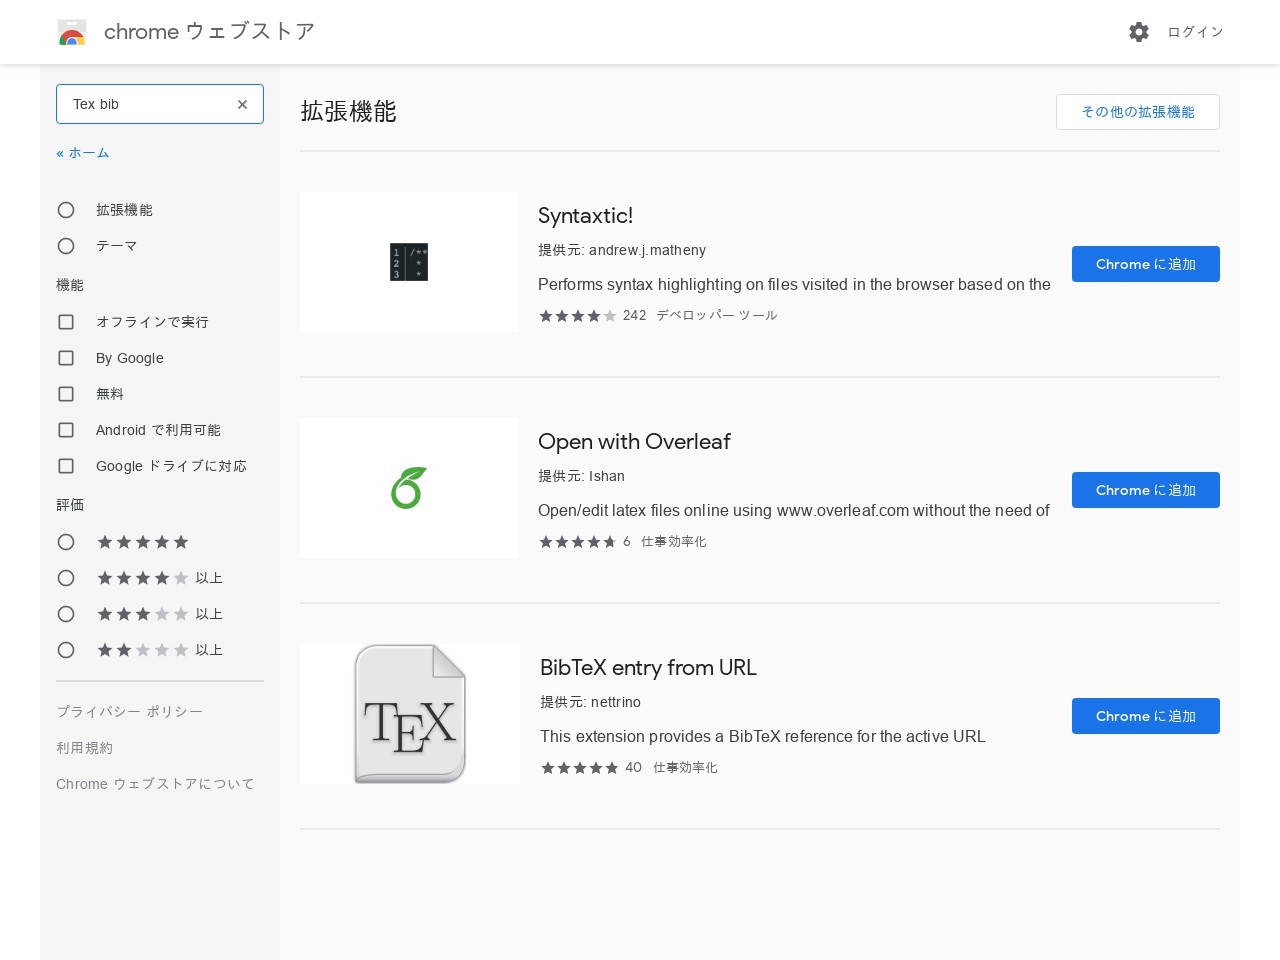 chrome ウェブストア
ログイン
Tex bib
« ホーム
拡張機能
テーマ
機能
オフラインで実行
By Google
無料
Android で利用可能
Google ドライブに対応
評価
以上
以上
以上
プライバシー ポリシー
利用規約
Chrome ウェブストアについて
拡張機能
その他の拡張機能
1 /**
2 *
3 *
Syntaxtic!
提供元: andrew.j.matheny
Performs syntax highlighting on files visited in the browser based on the
242 デベロッパー ツール
Chrome に追加
Open with Overleaf
提供元: Ishan
Open/edit latex files online using www.overleaf.com without the need of
6 仕事効率化
Chrome に追加
TEX
BibTeX entry from URL
提供元: nettrino
This extension provides a BibTeX reference for the active URL
40 仕事効率化
Chrome に追加